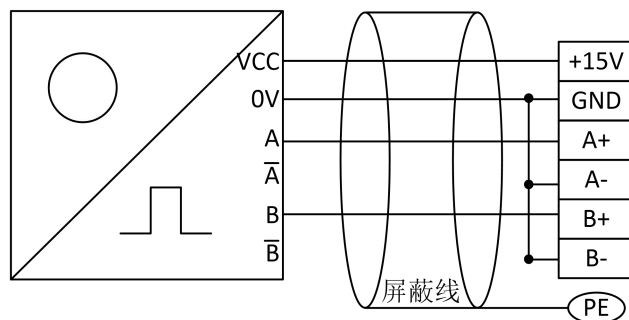 VCC
0V
A
A̅
B
B̅
+15V
GND
A+
A-
B+
B-
屏蔽线
PE